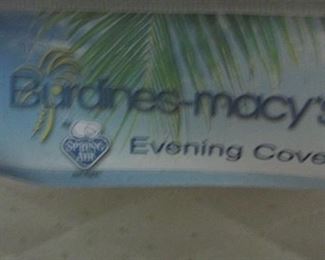 Burdines-macy's
SPRING AIR
Evening Cove